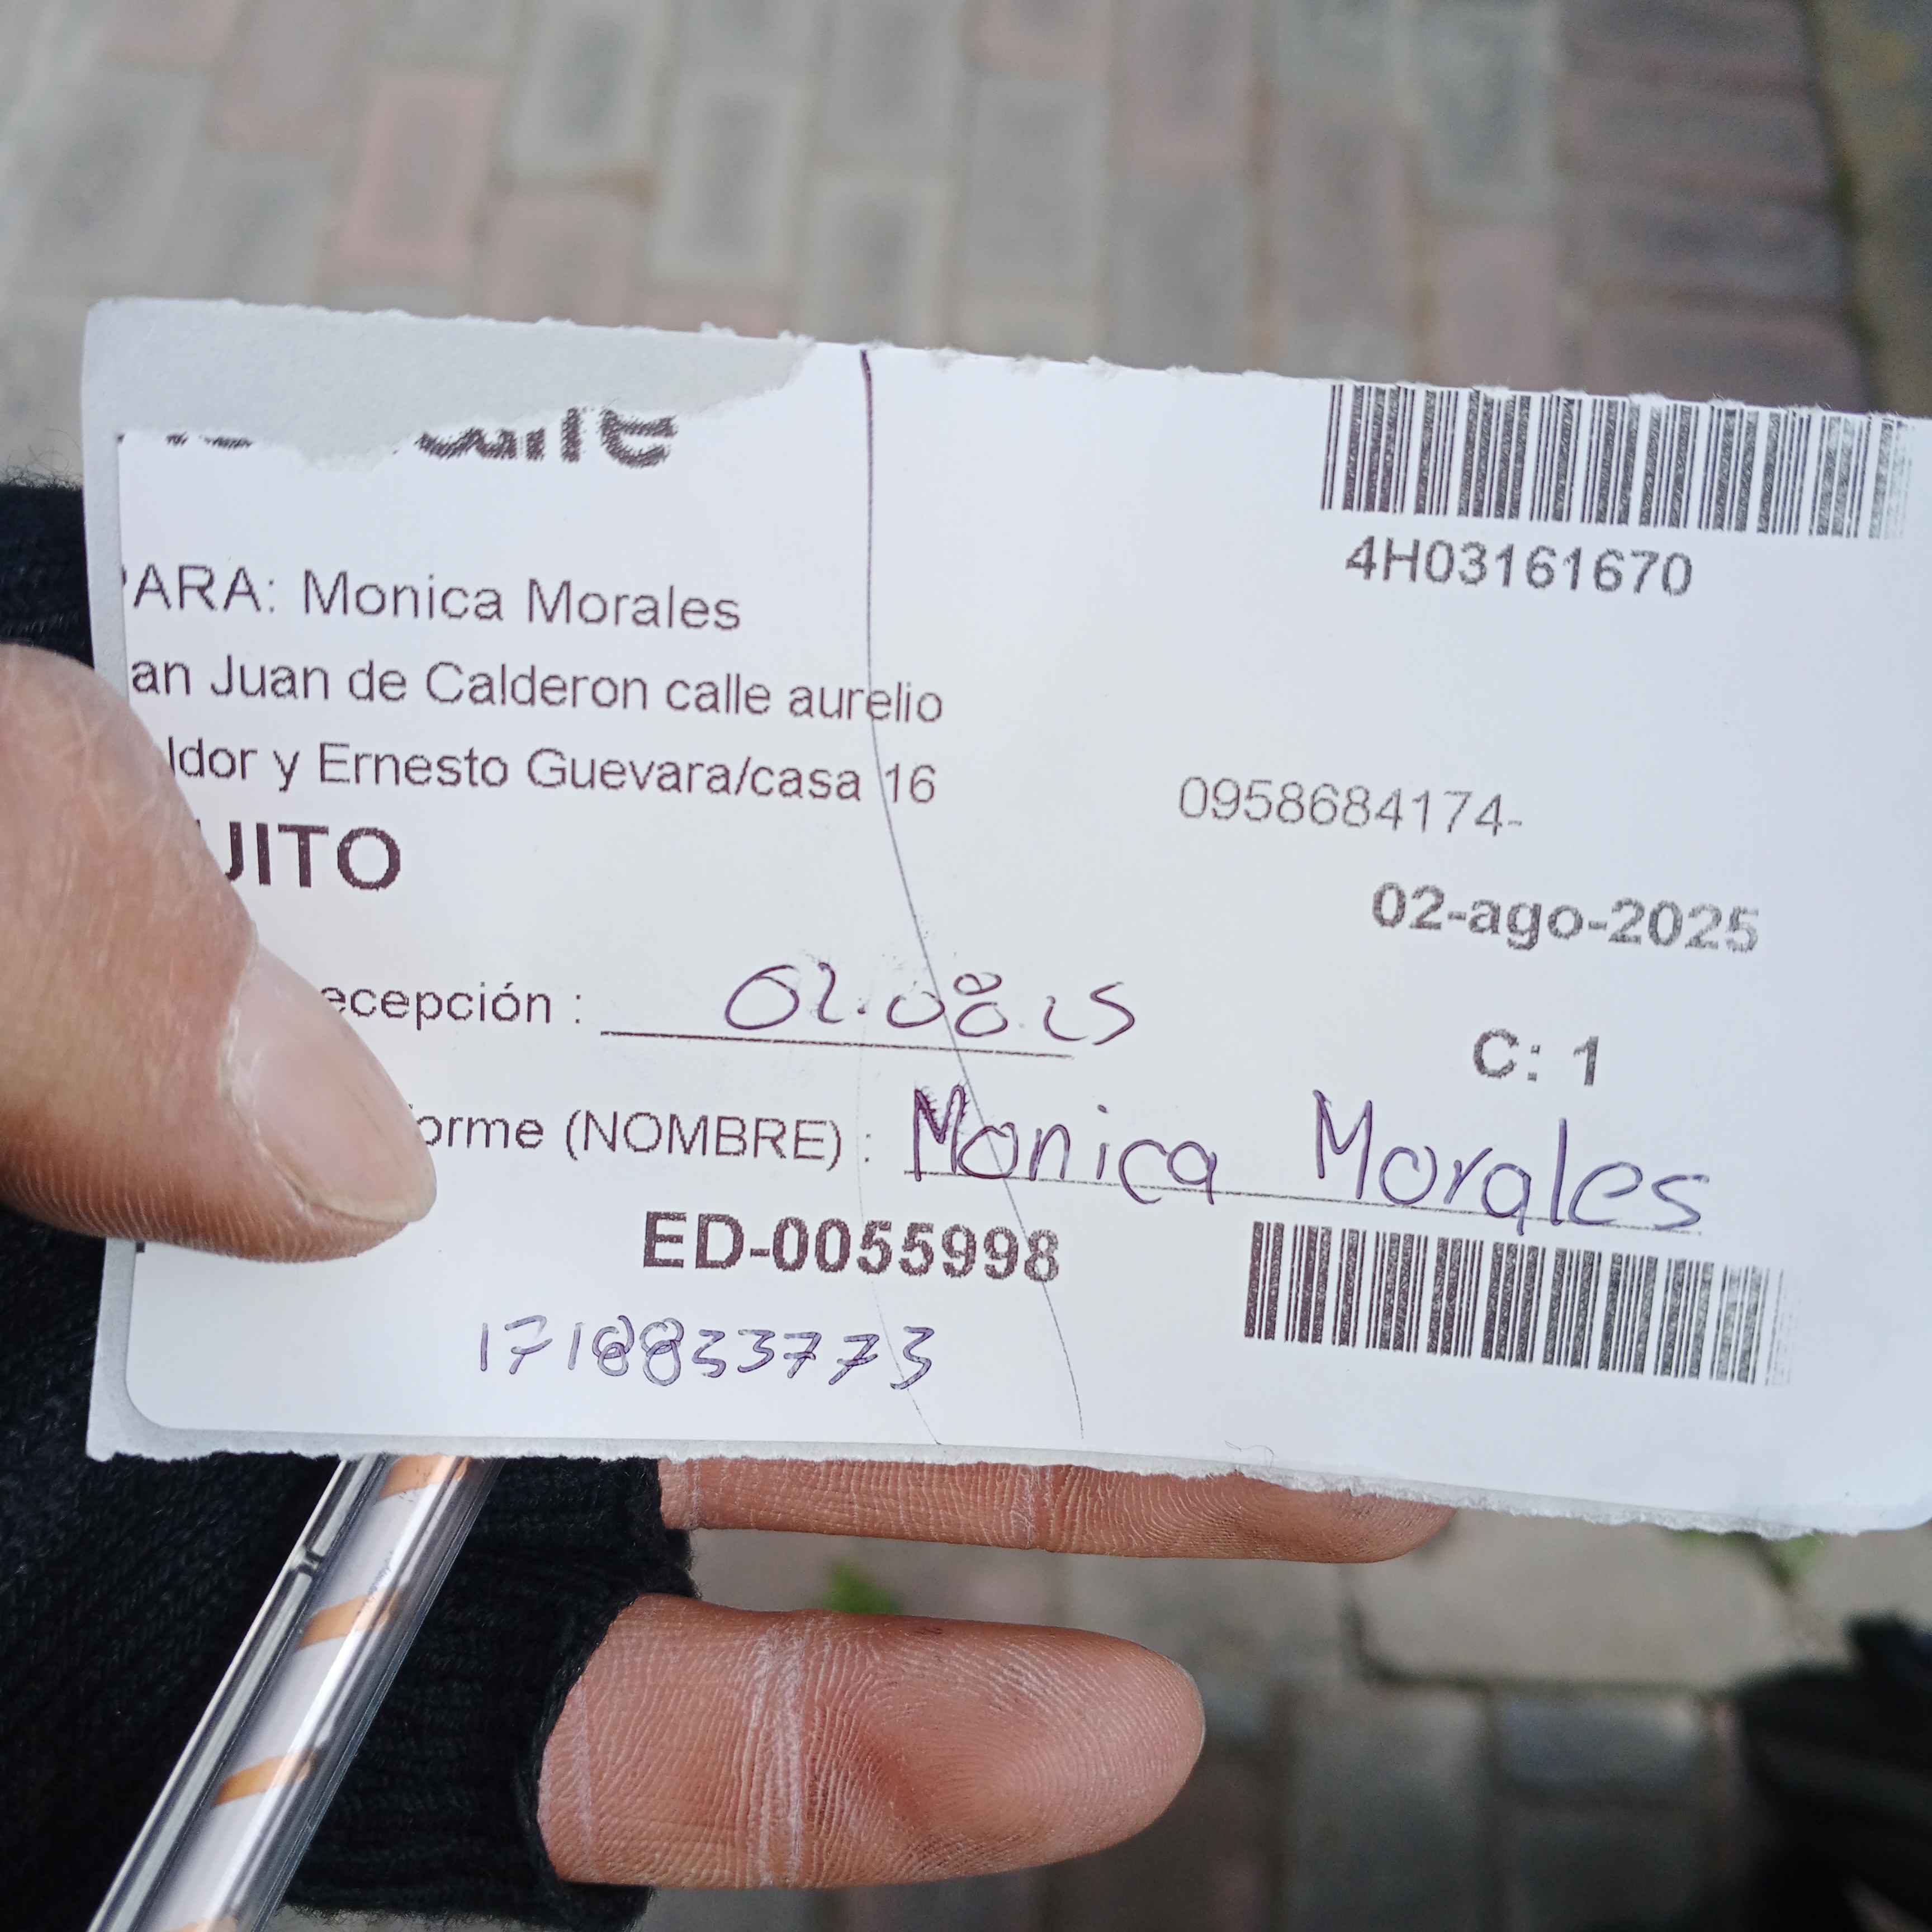 4H03161670
PARA: Monica Morales
an Juan de Calderon calle aurelio
ldor y Ernesto Guevara/casa 16
0958684174-
UITO
02-ago-2025
ecepción : 02.08.25
C: 1
orme (NOMBRE) : Monica Morales
ED-0055998
1718833773